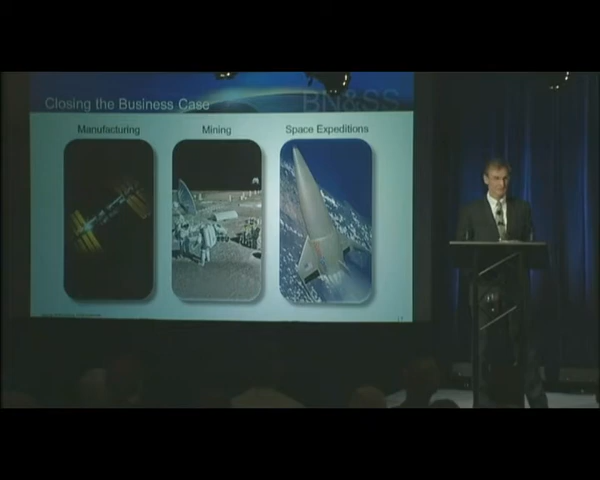 Closing the Business Case
BN&SS
Manufacturing
Mining
Space Expeditions